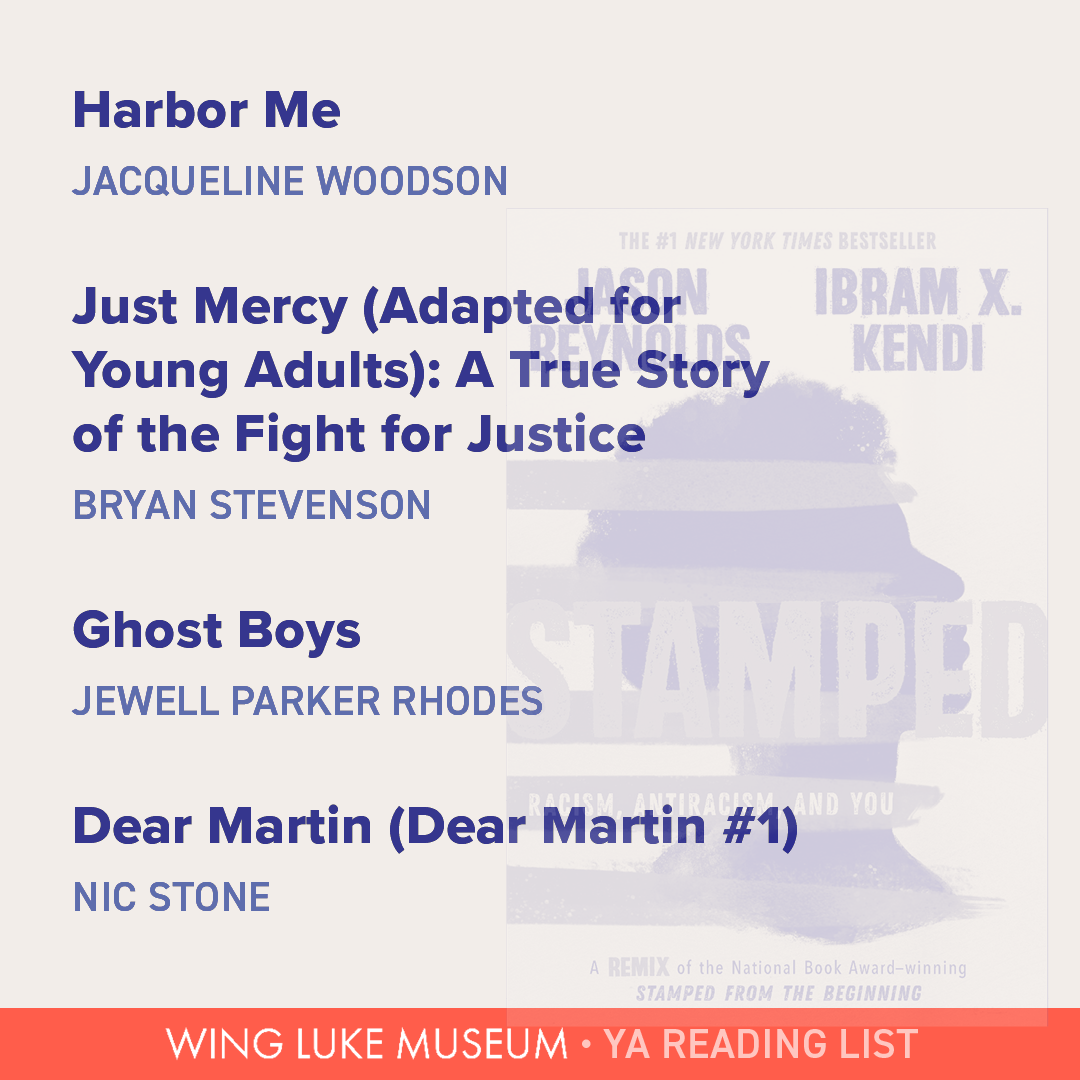 Harbor Me
JACQUELINE WOODSON
Just Mercy (Adapted for
Young Adults): A True Story
of the Fight for Justice
BRYAN STEVENSON
Ghost Boys
JEWELL PARKER RHODES
Dear Martin (Dear Martin #1)
NIC STONE
THE #1 NEW YORK TIMES BESTSELLER
JASON
REYNOLDS
IBRAM X.
KENDI
STAMPED
RACISM, ANTIRACISM, AND YOU
A REMIX of the National Book Award–winning
STAMPED FROM THE BEGINNING
WING LUKE MUSEUM • YA READING LIST